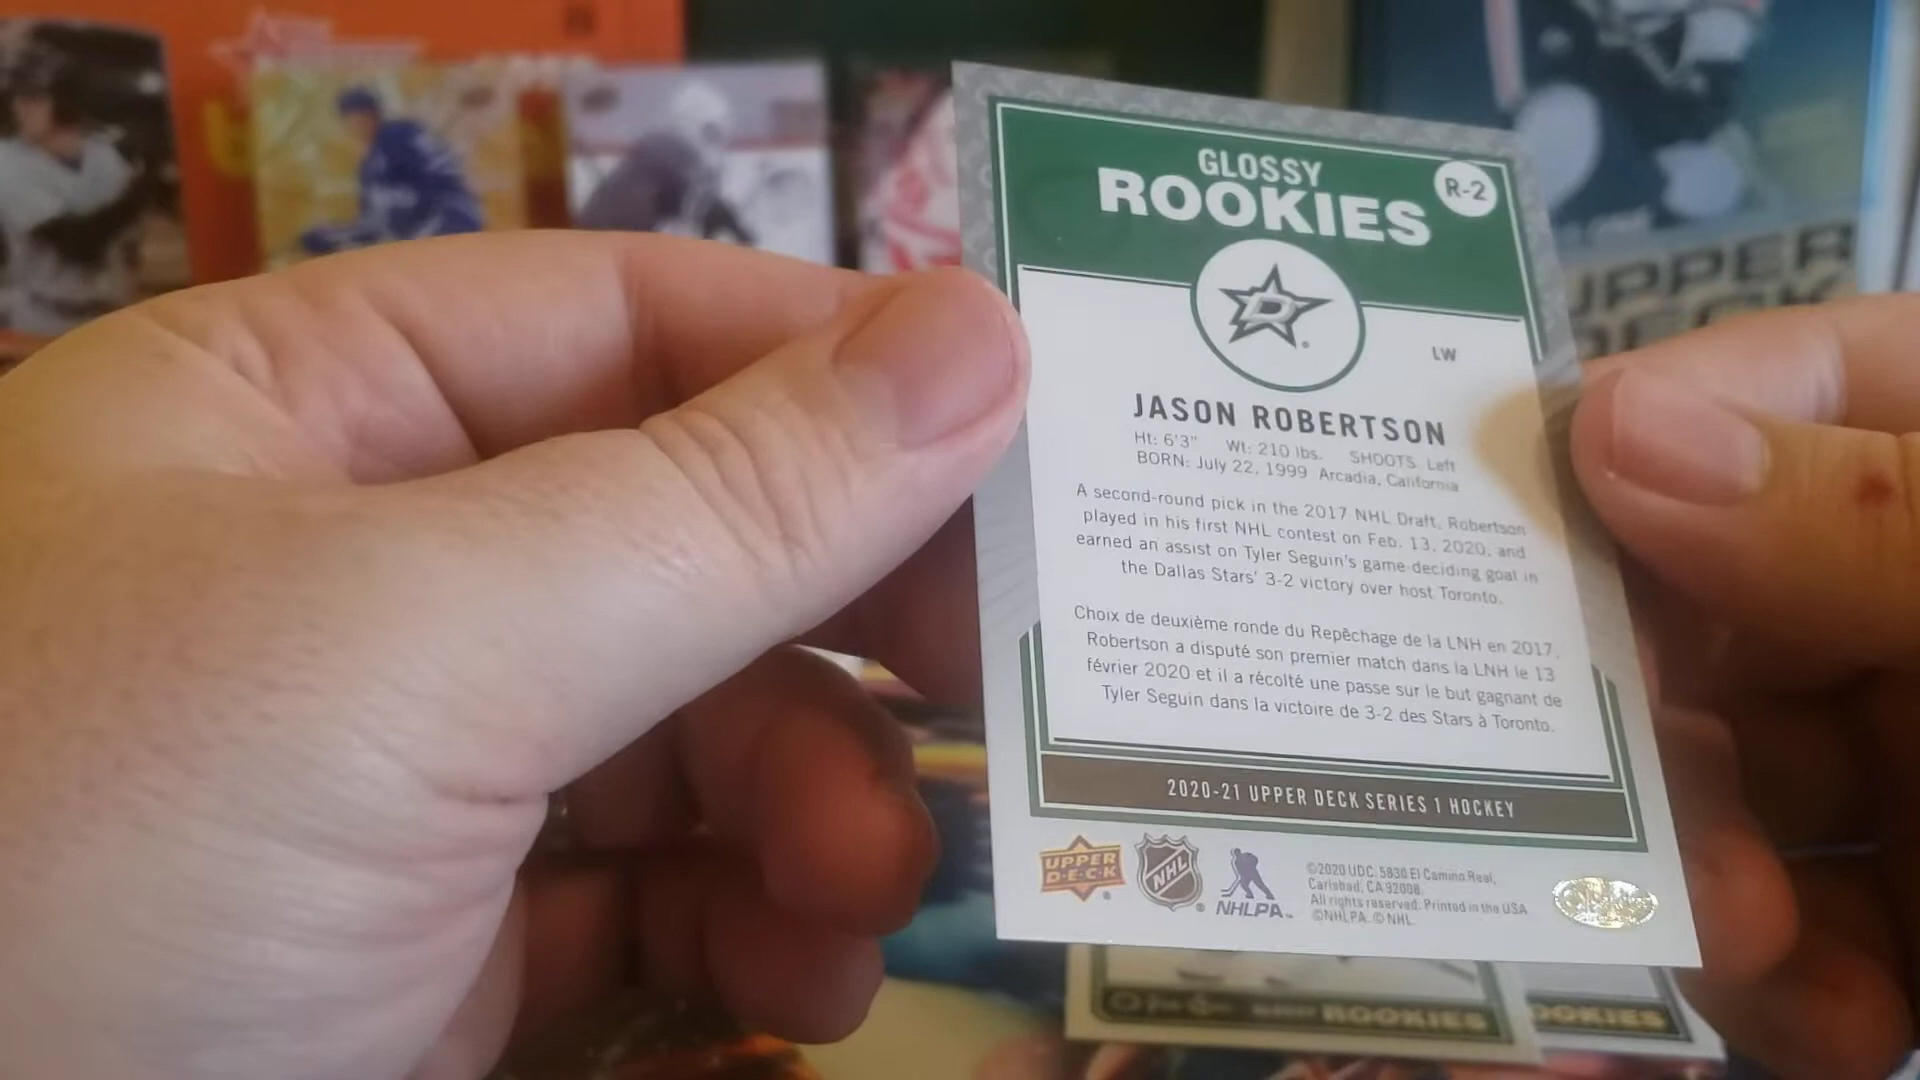 GLOSSY
ROOKIES
R-2
D
LW
JASON ROBERTSON
Ht: 6'3" Wt: 210 lbs. SHOOTS: Left
BORN: July 22, 1999 Arcadia, California
A second-round pick in the 2017 NHL Draft, Robertson
played in his first NHL contest on Feb. 13, 2020, and
earned an assist on Tyler Seguin's game-deciding goal in
the Dallas Stars' 3-2 victory over host Toronto.
Choix de deuxième ronde du Repêchage de la LNH en 2017,
Robertson a disputé son premier match dans la LNH le 13
février 2020 et il a récolté une passe sur le but gagnant de
Tyler Seguin dans la victoire de 3-2 des Stars à Toronto.
2020-21 UPPER DECK SERIES 1 HOCKEY
UPPER
D·E·C·K
NHL
NHLPA™
©2020 UDC. 5830 El Camino Real,
Carlsbad, CA 92008.
All rights reserved. Printed in the USA
©NHLPA. © NHL.
UPPER
DECK
ROOKIES
ROOKIES